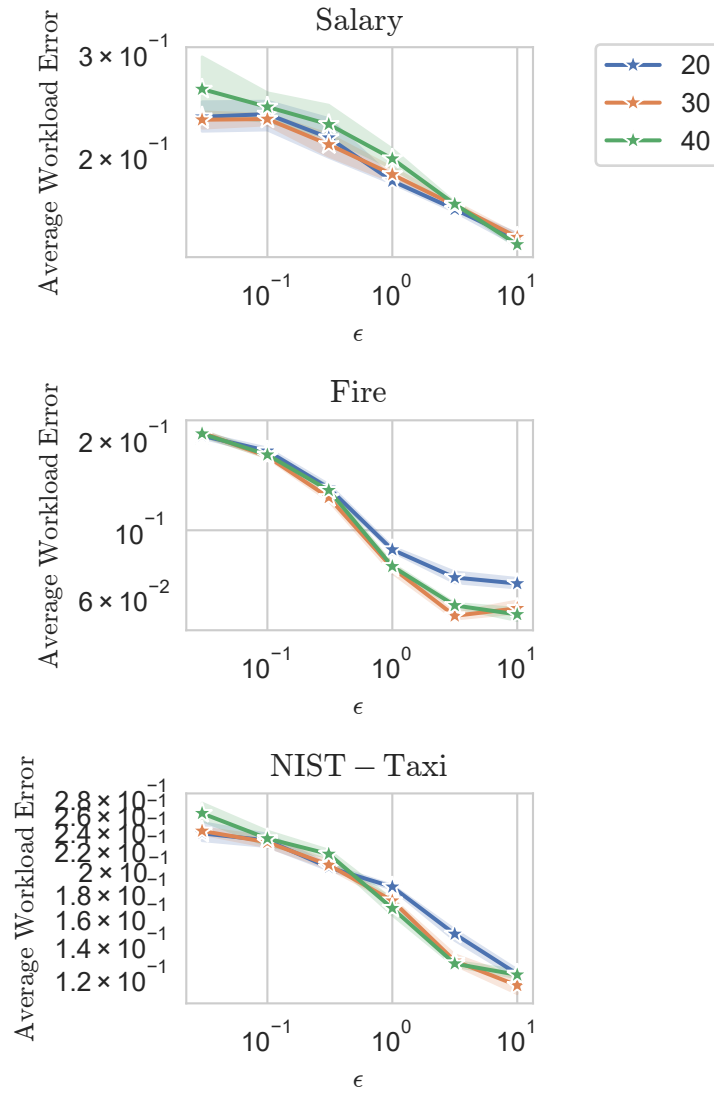 Salary
3 × 10⁻¹
2 × 10⁻¹
Average Workload Error
10⁻¹ 10⁰ 10¹
ϵ
20
30
40
Fire
2 × 10⁻¹
10⁻¹
6 × 10⁻²
Average Workload Error
10⁻¹ 10⁰ 10¹
ϵ
NIST − Taxi
2.8 × 10⁻¹
2.6 × 10⁻¹
2.4 × 10⁻¹
2.2 × 10⁻¹
2 × 10⁻¹
1.8 × 10⁻¹
1.6 × 10⁻¹
1.4 × 10⁻¹
1.2 × 10⁻¹
Average Workload Error
10⁻¹ 10⁰ 10¹
ϵ